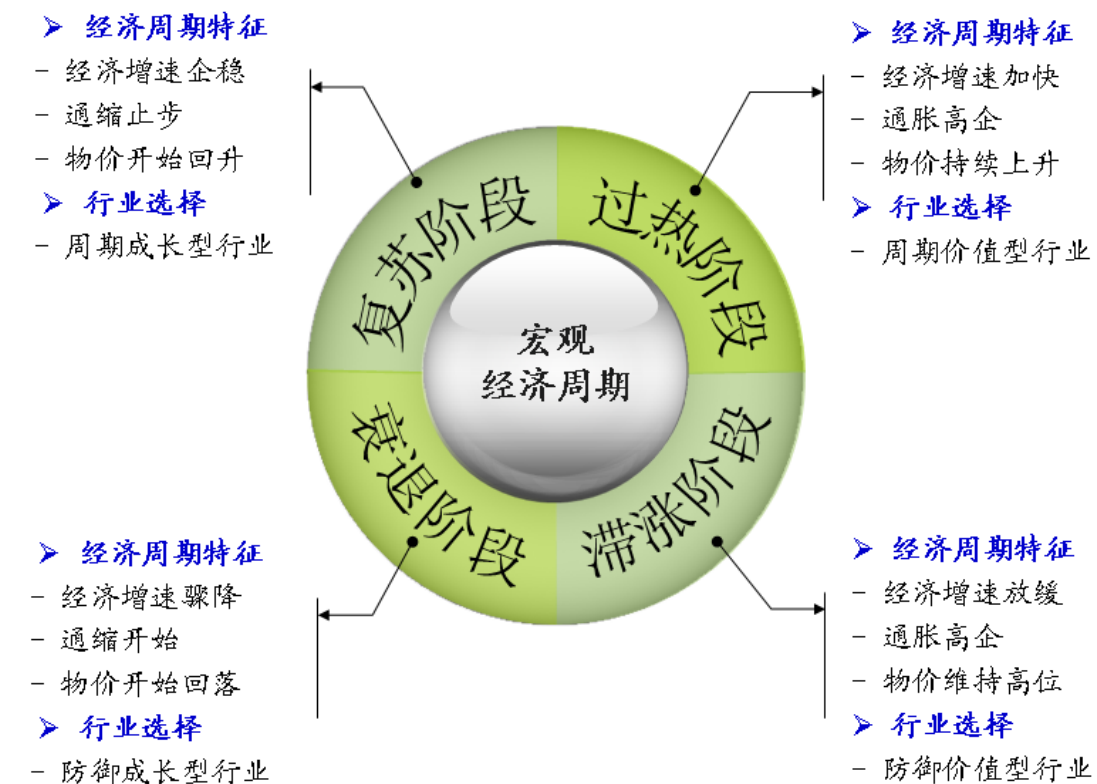 ➢ 经济周期特征
– 经济增速企稳
– 通缩止步
– 物价开始回升
➢ 行业选择
– 周期成长型行业
➢ 经济周期特征
– 经济增速加快
– 通胀高企
– 物价持续上升
➢ 行业选择
– 周期价值型行业
复苏阶段
过热阶段
宏观
经济周期
衰退阶段
滞涨阶段
➢ 经济周期特征
– 经济增速骤降
– 通缩开始
– 物价开始回落
➢ 行业选择
– 防御成长型行业
➢ 经济周期特征
– 经济增速放缓
– 通胀高企
– 物价维持高位
➢ 行业选择
– 防御价值型行业